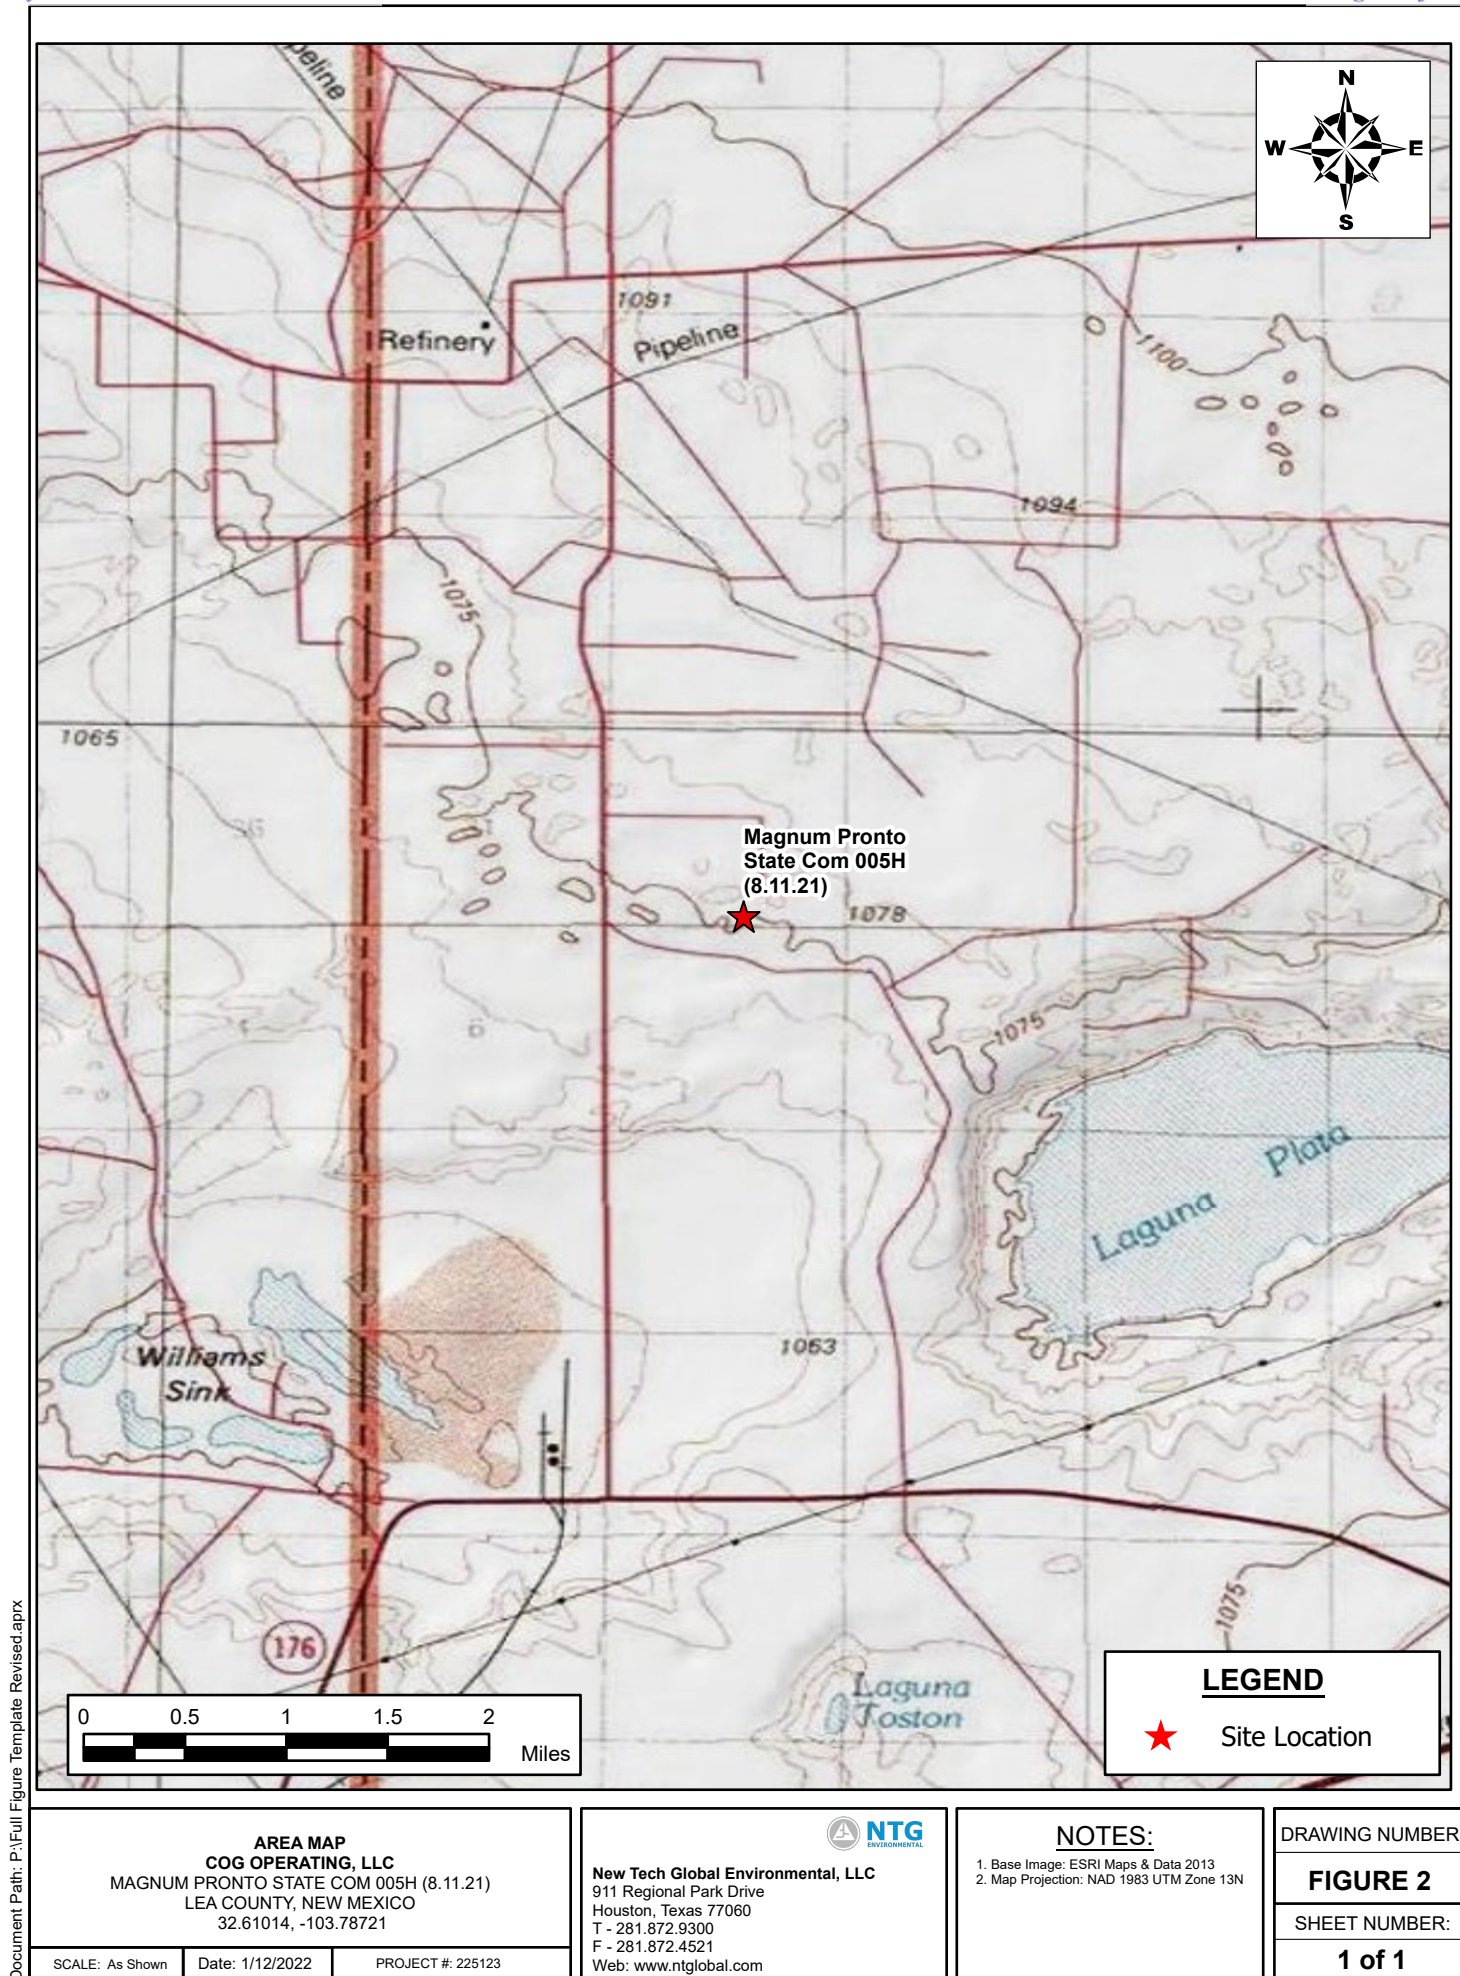 peline
N
W
E
S
1091
Refinery
Pipeline
1100
1094
1075
1065
36
Magnum Pronto
State Com 005H
(8.11.21)
1078
6
1075
Plata
Laguna
1063
Williams
Sink
1075
176
Laguna
Toston
LEGEND
Site Location
0 0.5 1 1.5 2
Miles
Document Path: P:\Full Figure Template Revised.aprx
AREA MAP
COG OPERATING, LLC
MAGNUM PRONTO STATE COM 005H (8.11.21)
LEA COUNTY, NEW MEXICO
32.61014, -103.78721
SCALE: As Shown
Date: 1/12/2022
PROJECT #: 225123
NTG
ENVIRONMENTAL
New Tech Global Environmental, LLC
911 Regional Park Drive
Houston, Texas 77060
T - 281.872.9300
F - 281.872.4521
Web: www.ntglobal.com
NOTES:
1. Base Image: ESRI Maps & Data 2013
2. Map Projection: NAD 1983 UTM Zone 13N
DRAWING NUMBER
FIGURE 2
SHEET NUMBER:
1 of 1